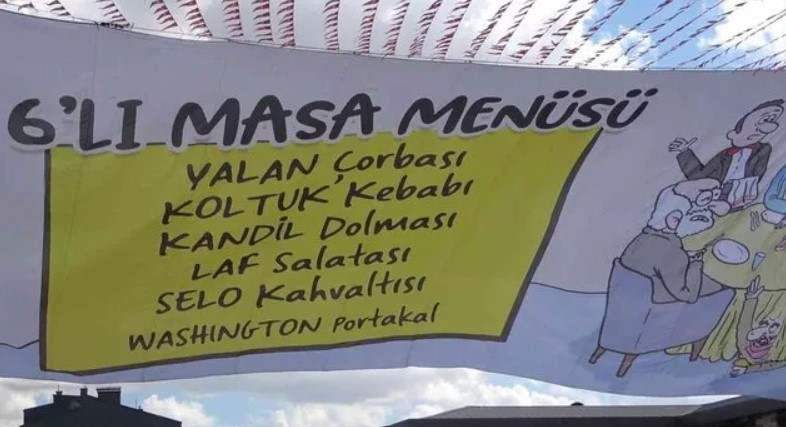 6'LI MASA MENÜSÜ
YALAN Çorbası
KOLTUK'Kebabı
KANDİL Dolması
LAF Salatası
SELO Kahvaltısı
WASHINGTON Portakal